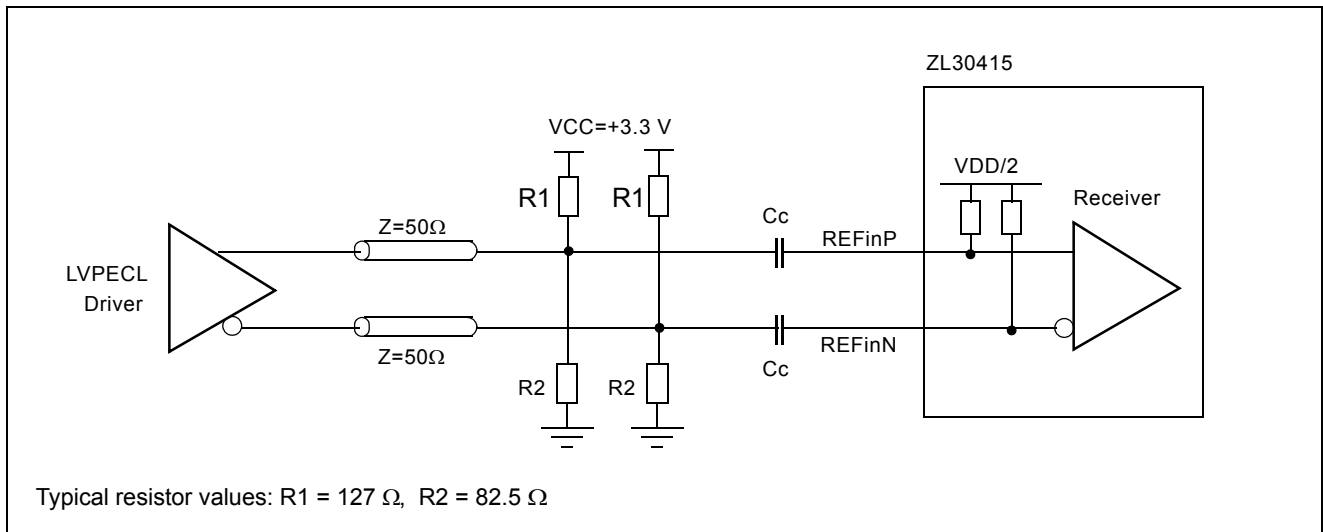 ZL30415
VCC=+3.3 V
VDD/2
R1
R1
Receiver
Cc
Z=50Ω
REFinP
LVPECL
Driver
Z=50Ω
REFinN
Cc
R2
R2
Typical resistor values: R1 = 127 Ω, R2 = 82.5 Ω